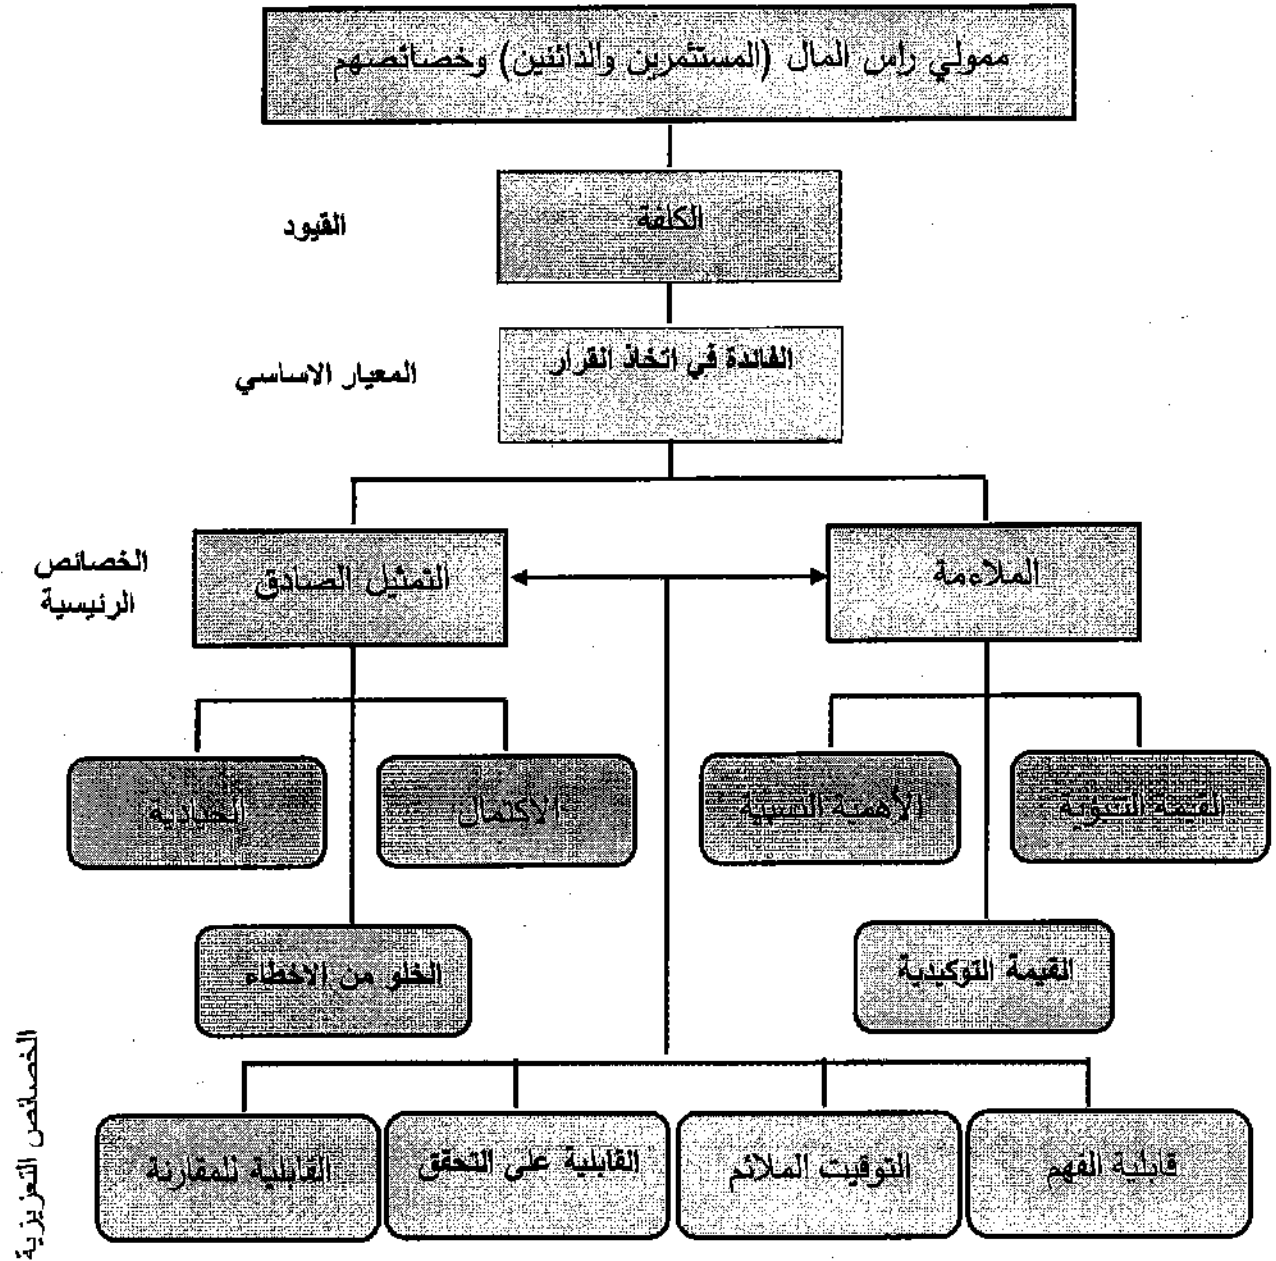 ممولي راس المال (المستثمرين والدائنين) وخصائصهم
القيود
الكلفة
المعيار الاساسي
الفائدة في اتخاذ القرار
الخصائص
الرئيسية
الملاءمة
التمثيل الصادق
القيمة التنبؤية
الأهمية النسبية
الاكتمال
الحيادية
القيمة التوكيدية
الخلو من الاخطاء
الخصائص التعزيزية
قابلية الفهم
التوقيت الملائم
القابلية على التحقق
القابلية للمقارنة